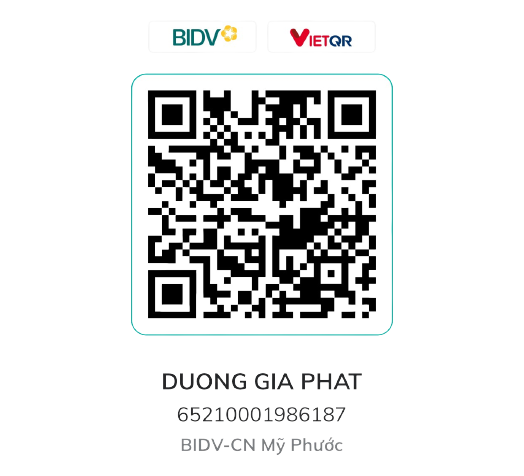 BIDV
VIETQR
DUONG GIA PHAT
65210001986187
BIDV-CN Mỹ Phước